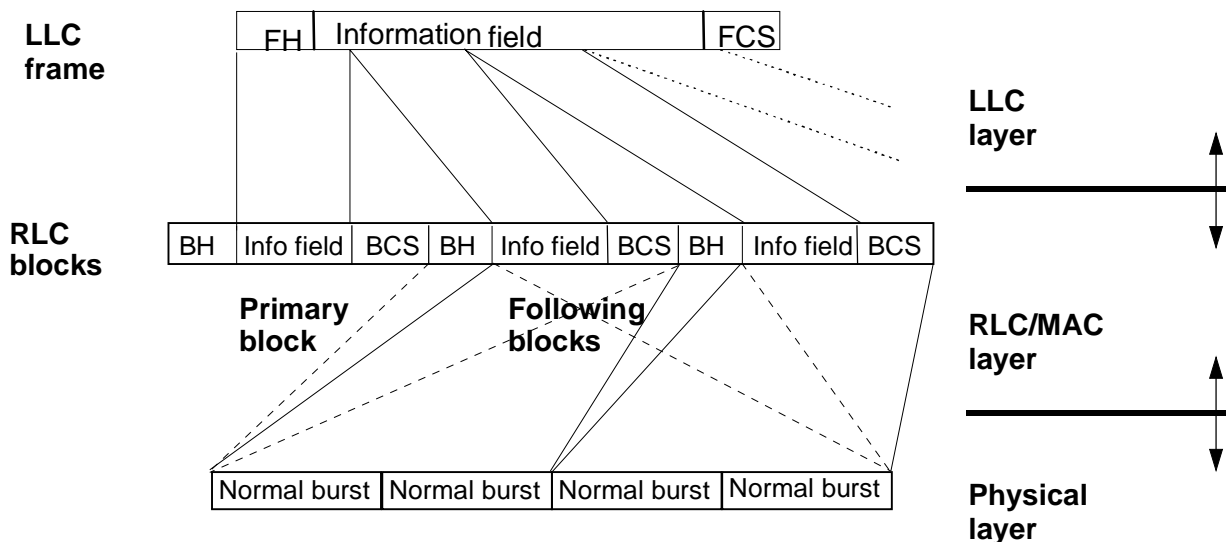 LLC
frame
FH Information field FCS
LLC
layer
RLC
blocks
BH Info field BCS BH Info field BCS BH Info field BCS
Primary
block
Following
blocks
RLC/MAC
layer
Normal burst Normal burst Normal burst Normal burst
Physical
layer